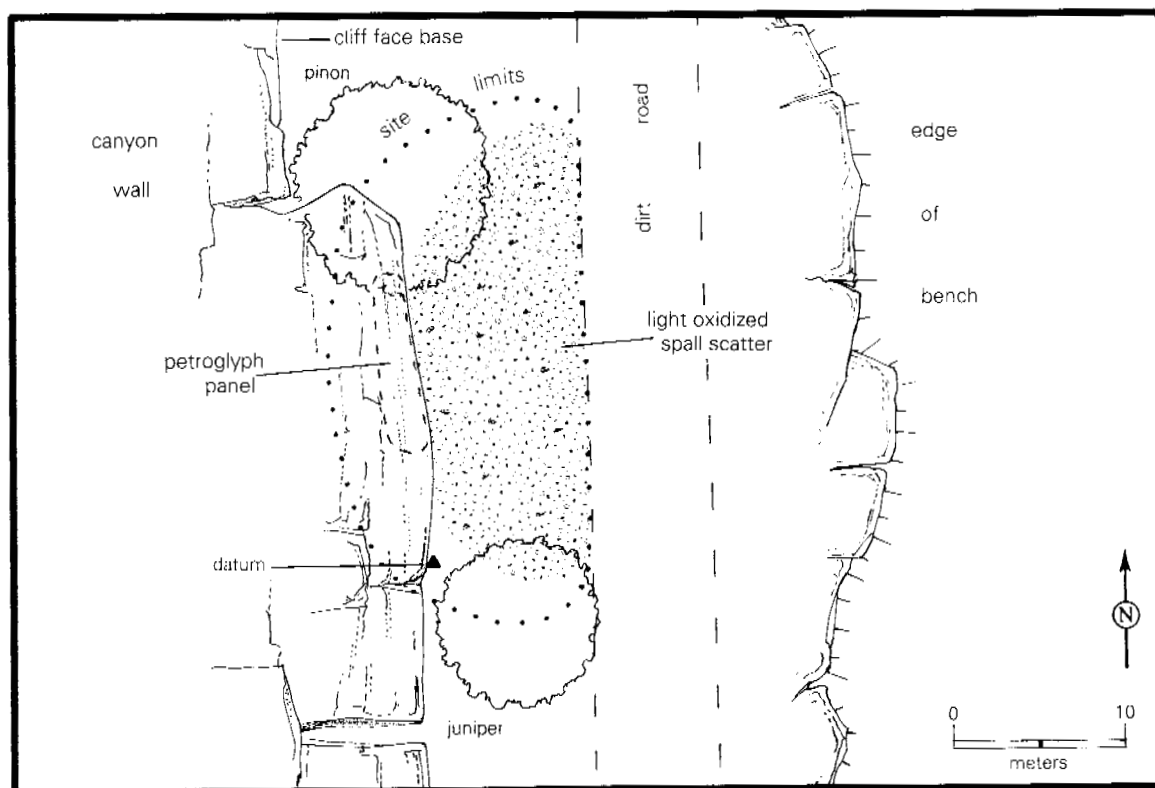 cliff face base
pinon
limits
site
road
canyon
edge
wall
dirt
of
bench
light oxidized
spall scatter
petroglyph
panel
datum
N
0 10
meters
juniper